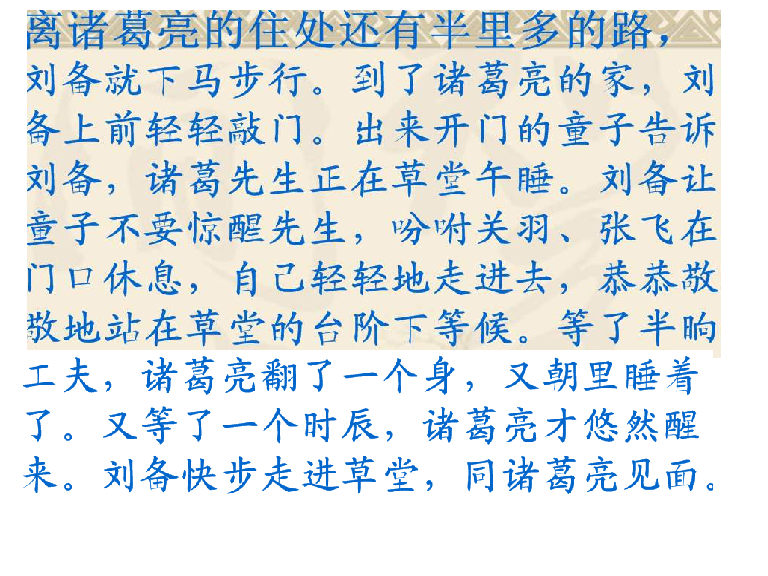 离诸葛亮的住处还有半里多的路，
刘备就下马步行。到了诸葛亮的家，刘
备上前轻轻敲门。出来开门的童子告诉
刘备，诸葛先生正在草堂午睡。刘备让
童子不要惊醒先生，吩咐关羽、张飞在
门口休息，自己轻轻地走进去，恭恭敬
敬地站在草堂的台阶下等候。等了半晌
工夫，诸葛亮翻了一个身，又朝里睡着
了。又等了一个时辰，诸葛亮才悠然醒
来。刘备快步走进草堂，同诸葛亮见面。